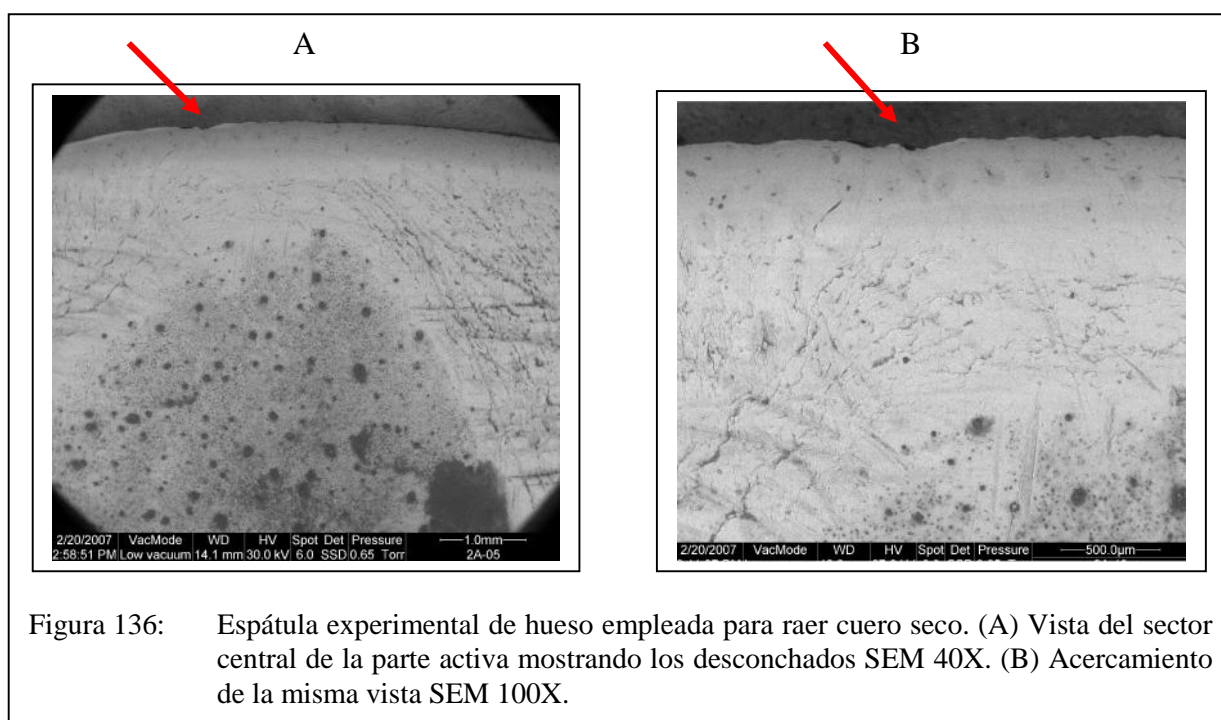 A
B
2/20/2007 VacMode WD HV Spot Det Pressure 1.0mm
2:58:51 PM Low vacuum 14.1 mm 30.0 kV 6.0 SSD 0.65 Torr 2A-05
2/20/2007 VacMode WD HV Spot Det Pressure 500.0µm
Figura 136: Espátula experimental de hueso empleada para raer cuero seco. (A) Vista del sector
central de la parte activa mostrando los desconchados SEM 40X. (B) Acercamiento
de la misma vista SEM 100X.